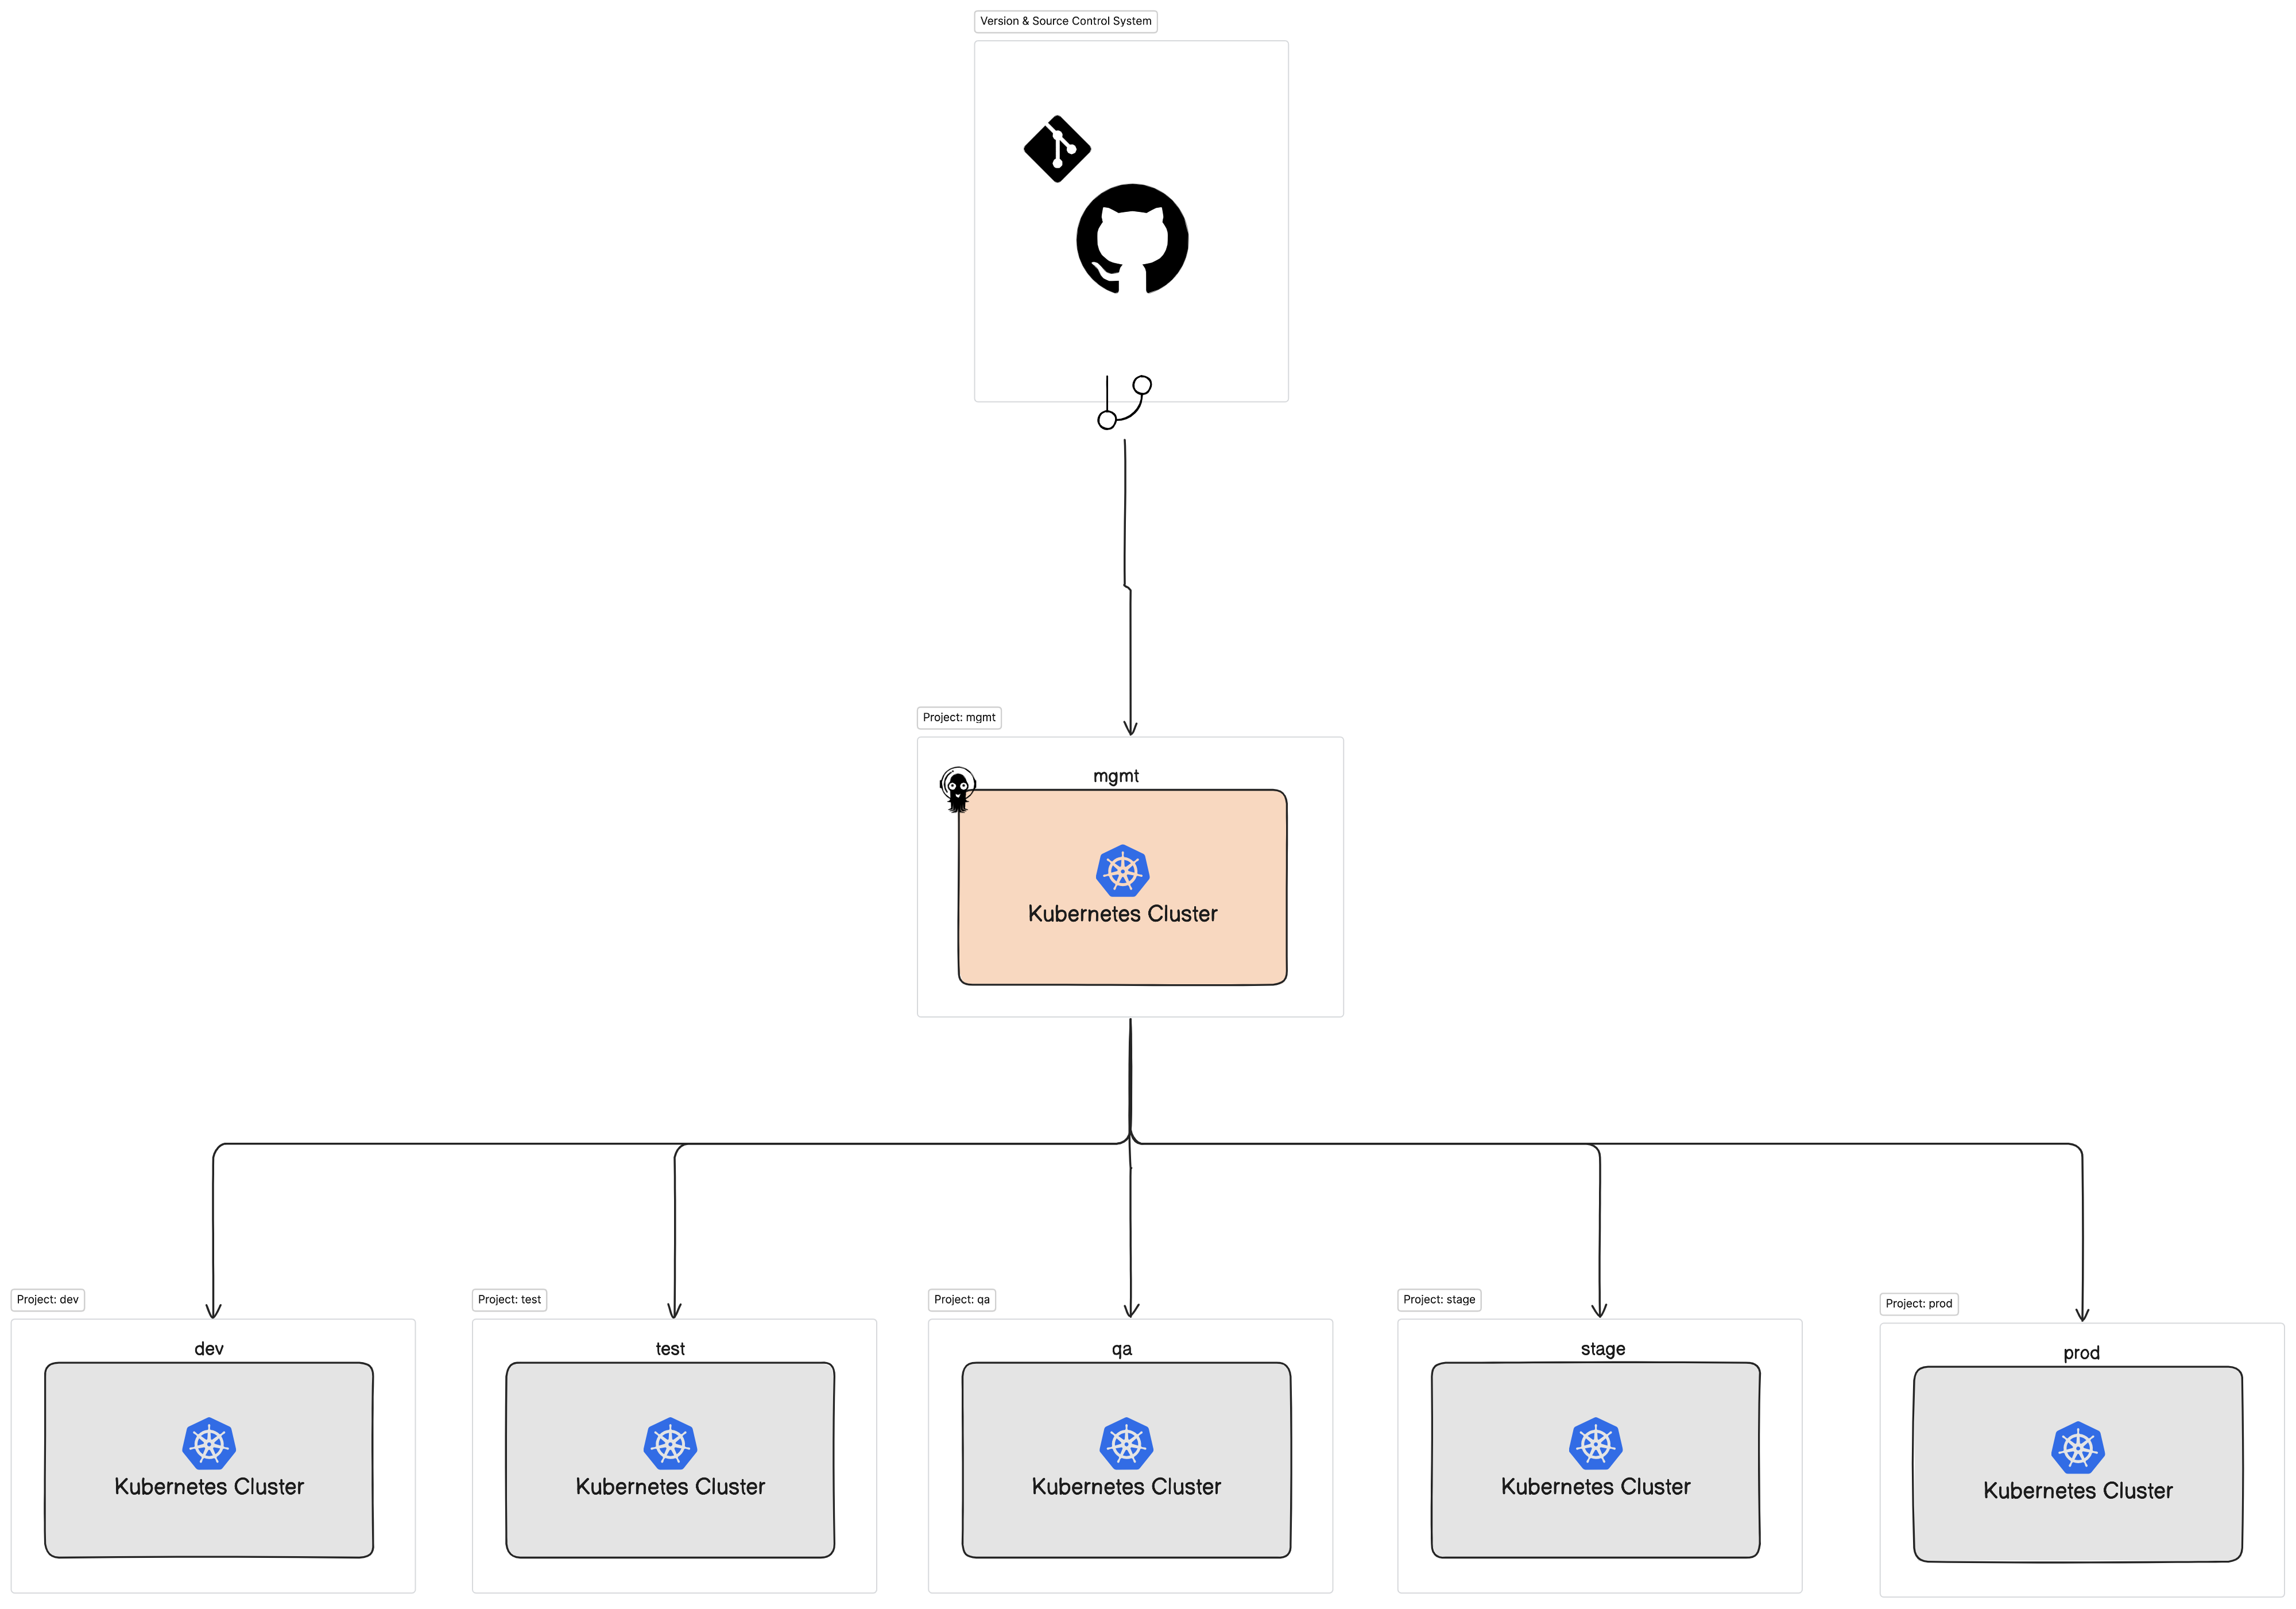 Version & Source Control System
Project: mgmt
mgmt
Kubernetes Cluster
Project: dev
dev
Kubernetes Cluster
Project: test
test
Kubernetes Cluster
Project: qa
qa
Kubernetes Cluster
Project: stage
stage
Kubernetes Cluster
Project: prod
prod
Kubernetes Cluster